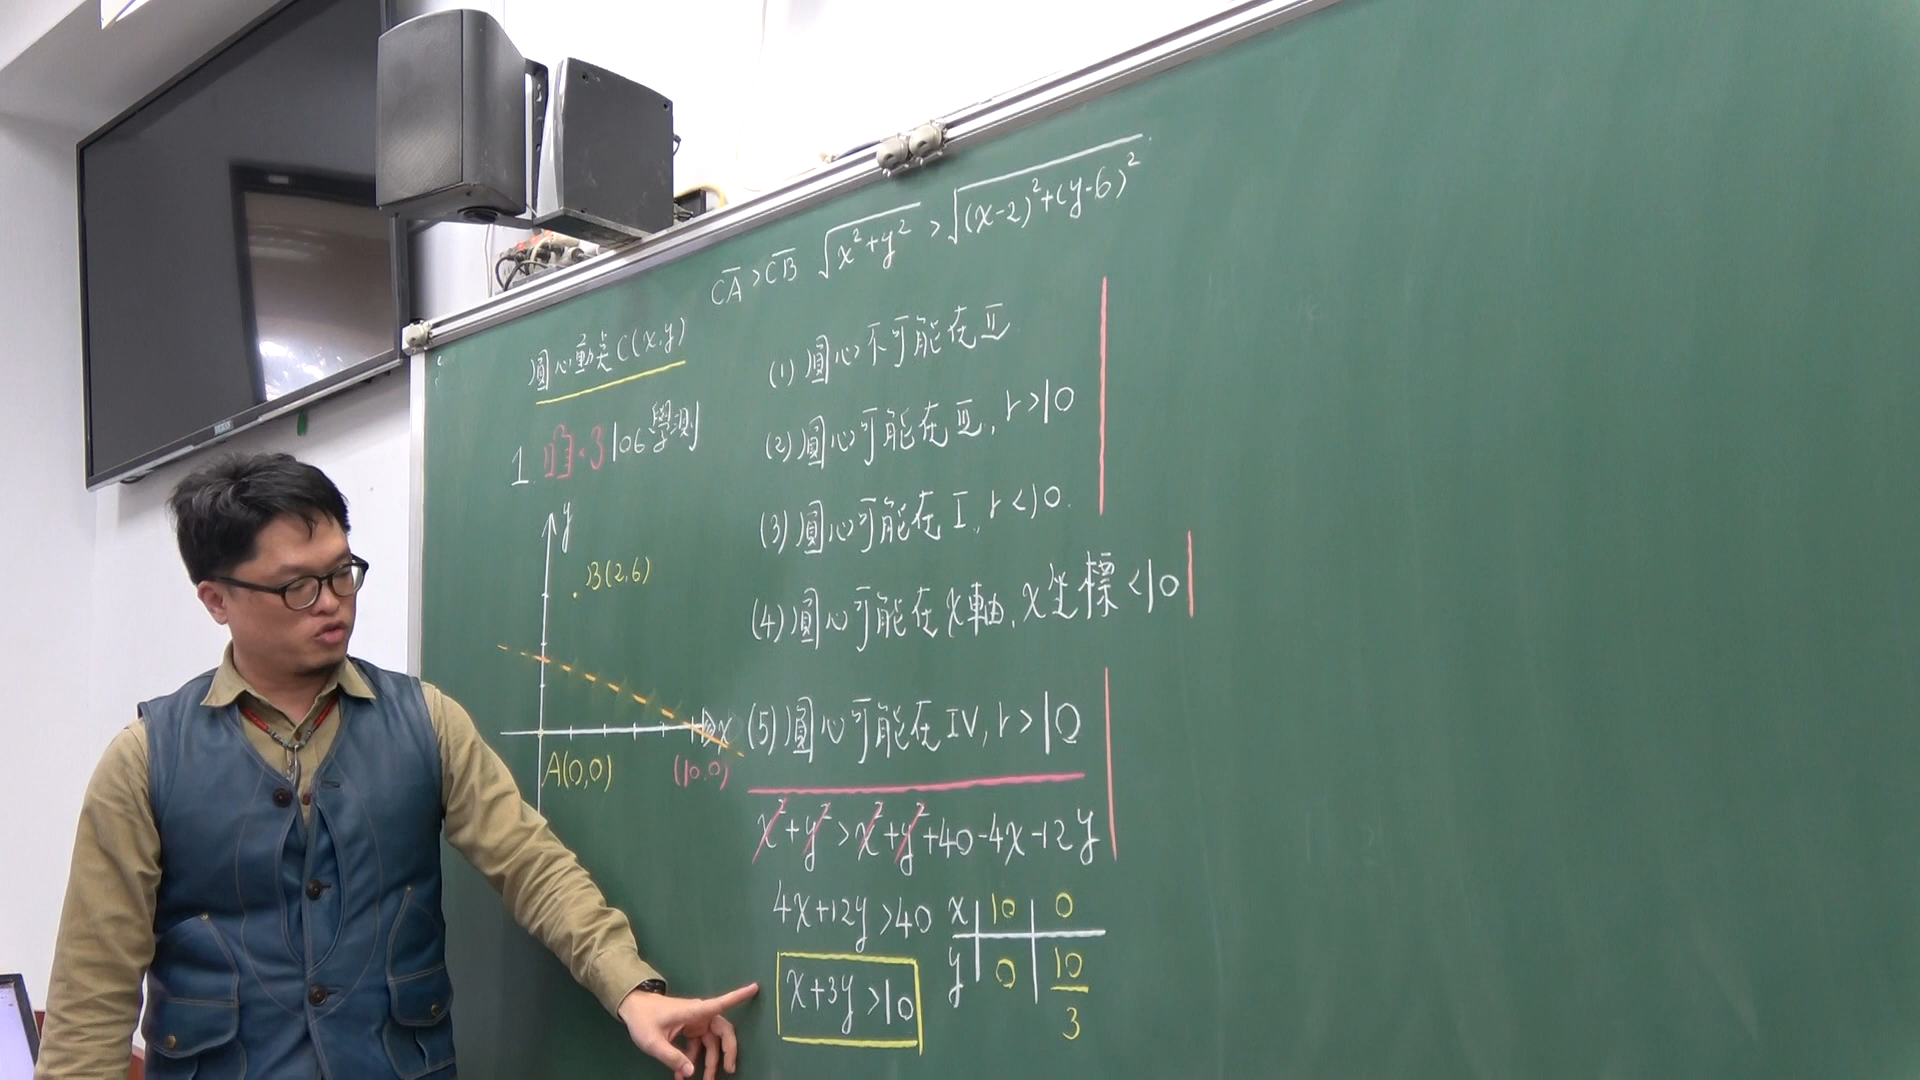 C̅A̅ > C̅B̅ √(x²+y²) > √((x-2)²+(y-6)²)
圓心動点C(x,y)
1. 3 106學測
y
B(2,6)
A(0,0)
(10,0)
x
(1) 圓心不可能在II
(2) 圓心可能在III, r>10
(3) 圓心可能在I, r<10.
(4) 圓心可能在x軸, x坐標<10
(5) 圓心可能在IV, r>10
x²+y²>x²+y²+40-4x-12y
4x+12y>40
x+3y>10
x 10 0
y 0 10/3
BENQ